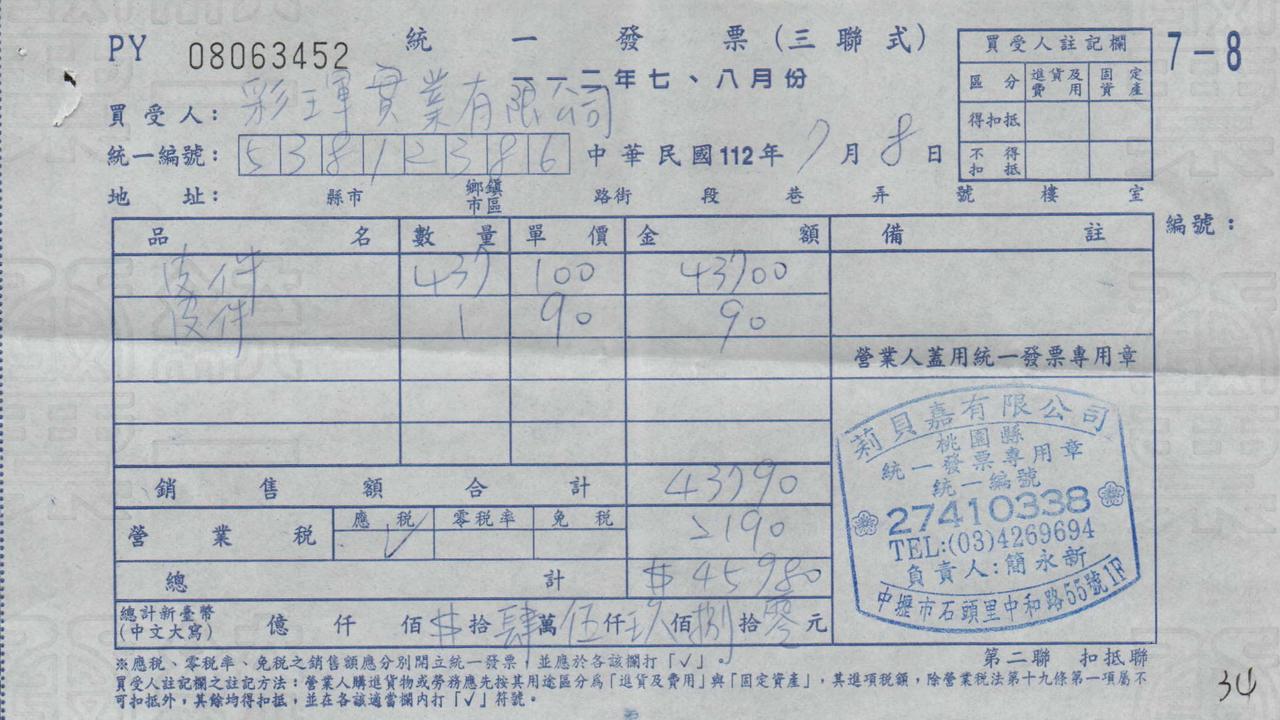 PY 08063452 統一發票(三聯式) 7-8
一一二年七、八月份
買受人: 彩琿實業有限公司
統一編號: 53812386 中華民國112年7月8日
地址: 縣市 鄉鎮市區 路街 段 巷 弄 號 樓 室
買受人註記欄
區分 進貨及費用 固定資產
得扣抵
不得扣抵
編號:
品名 數量 單價 金額 備註
皮件 437 100 43700
皮件 1 90 90
營業人蓋用統一發票專用章
銷售額合計 43790
營業稅 應稅 ✓ 零稅率 免稅 2190
總計 $45980
總計新臺幣(中文大寫) 億 仟 佰 $拾肆萬伍仟玖佰捌拾零元
莉貝嘉有限公司
桃園縣
統一發票專用章
統一編號
27410338
TEL:(03)4269694
負責人:簡永新
中壢市石頭里中和路55號1F
第二聯 扣抵聯
※應稅、零稅率、免稅之銷售額應分別開立統一發票,並應於各該欄打「✓」。
買受人註記欄之註記方法:營業人購進貨物或勞務應先按其用途區分為「進貨及費用」與「固定資產」,其進項稅額,除營業稅法第十九條第一項屬不
可扣抵外,其餘均得扣抵,並在各該適當欄內打「✓」符號。
34